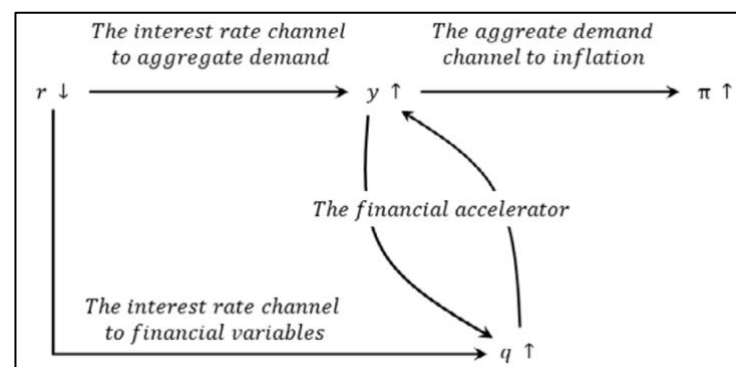 The interest rate channel
to aggregate demand
The aggreate demand
channel to inflation
r ↓
y ↑
π ↑
The financial accelerator
The interest rate channel
to financial variables
q ↑